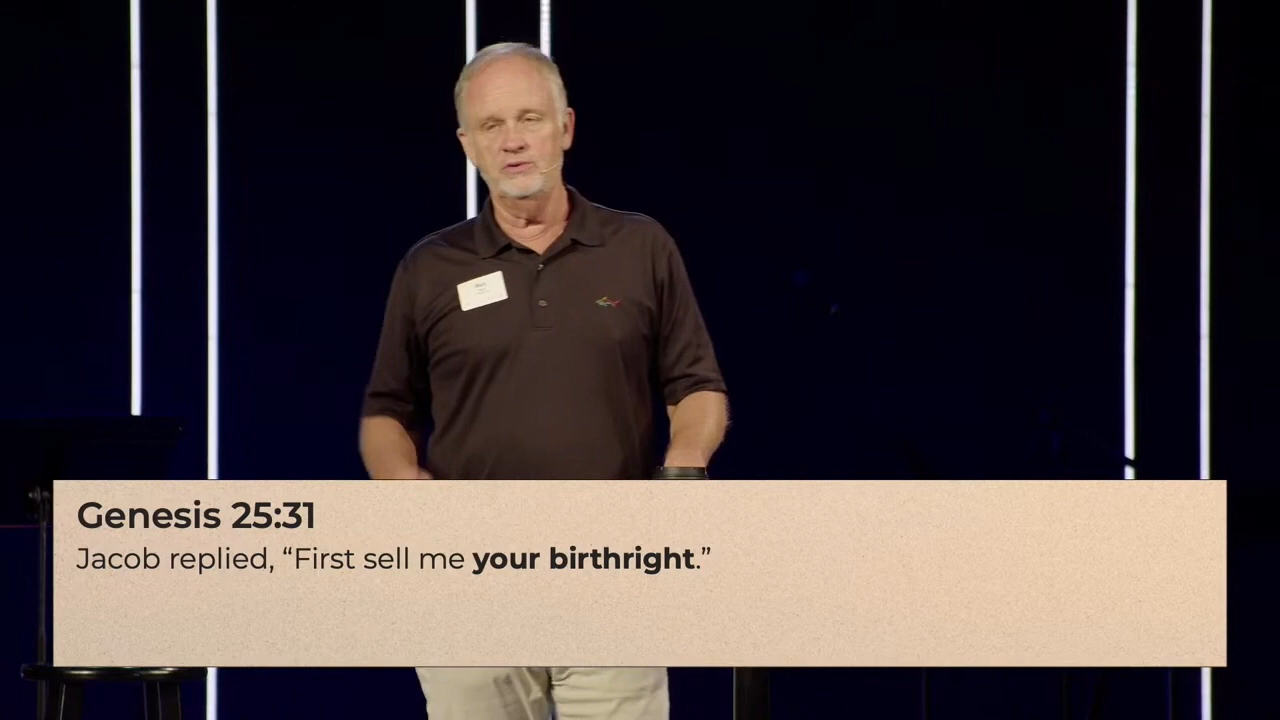 Genesis 25:31
Jacob replied, “First sell me your birthright.”